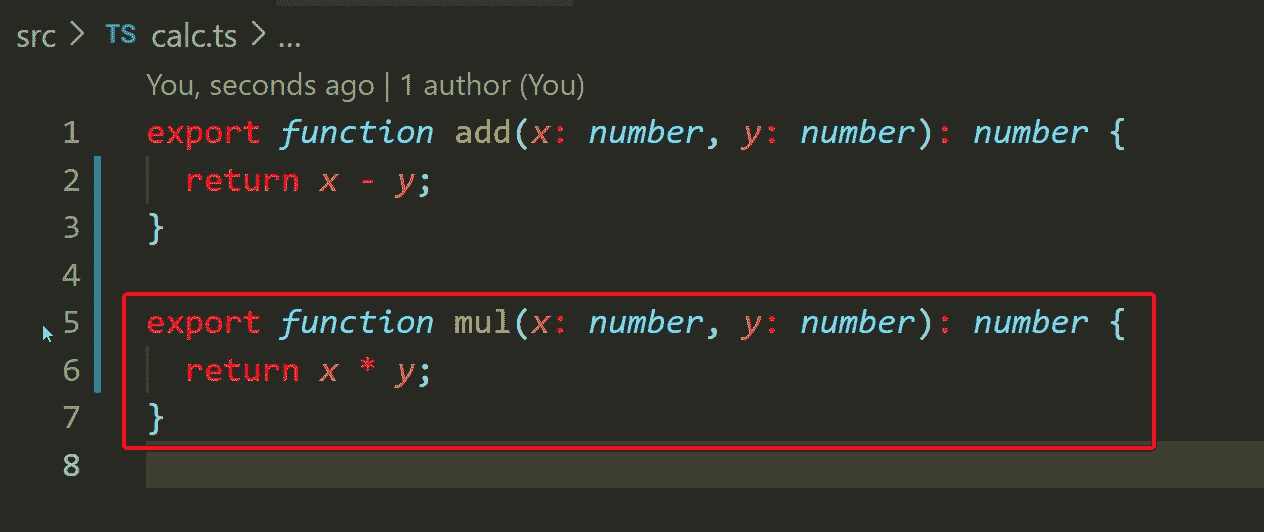 src > TS calc.ts > ...
You, seconds ago | 1 author (You)
1 export function add(x: number, y: number): number {
2   return x - y;
3 }
4
5 export function mul(x: number, y: number): number {
6   return x * y;
7 }
8